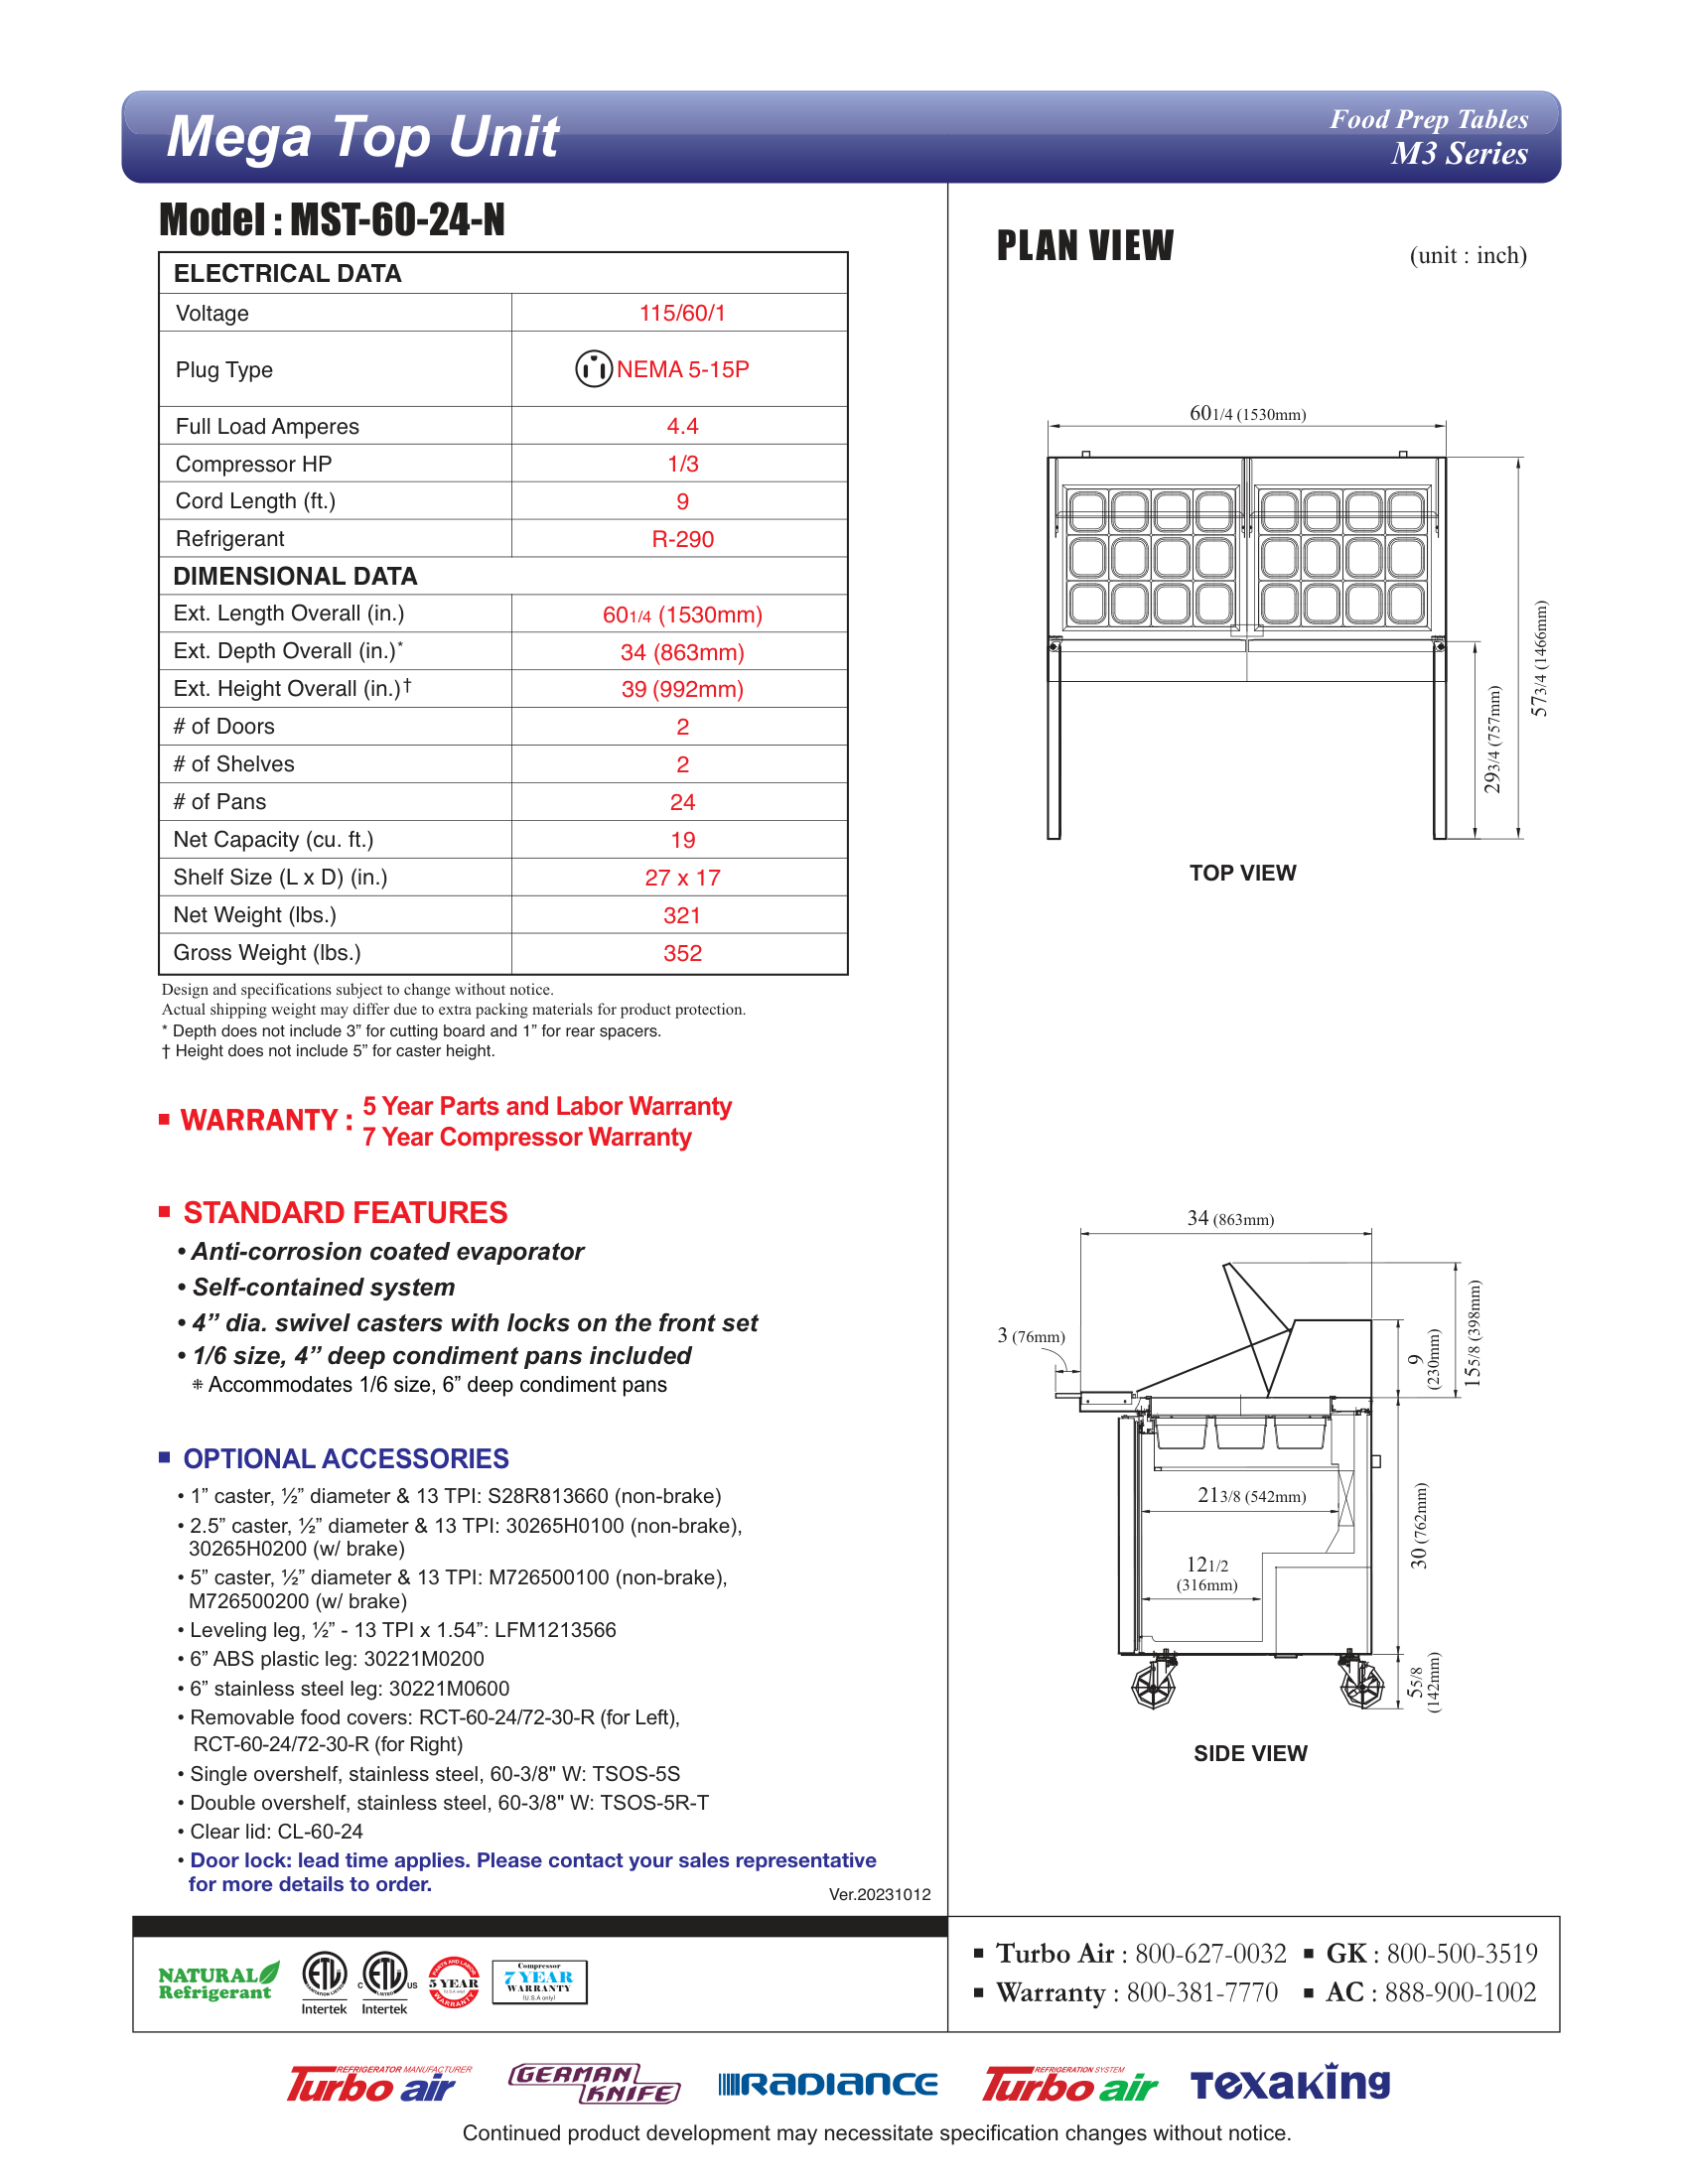 Mega Top Unit
Food Prep Tables
M3 Series
Model : MST-60-24-N
ELECTRICAL DATA
Voltage 115/60/1
Plug Type NEMA 5-15P
Full Load Amperes 4.4
Compressor HP 1/3
Cord Length (ft.) 9
Refrigerant R-290
DIMENSIONAL DATA
Ext. Length Overall (in.) 60 1/4 (1530mm)
Ext. Depth Overall (in.)* 34 (863mm)
Ext. Height Overall (in.)† 39 (992mm)
# of Doors 2
# of Shelves 2
# of Pans 24
Net Capacity (cu. ft.) 19
Shelf Size (L x D) (in.) 27 x 17
Net Weight (lbs.) 321
Gross Weight (lbs.) 352
Design and specifications subject to change without notice.
Actual shipping weight may differ due to extra packing materials for product protection.
* Depth does not include 3” for cutting board and 1” for rear spacers.
† Height does not include 5” for caster height.
▪ WARRANTY : 5 Year Parts and Labor Warranty
7 Year Compressor Warranty
▪ STANDARD FEATURES
• Anti-corrosion coated evaporator
• Self-contained system
• 4” dia. swivel casters with locks on the front set
• 1/6 size, 4” deep condiment pans included
⁜ Accommodates 1/6 size, 6” deep condiment pans
▪ OPTIONAL ACCESSORIES
• 1” caster, ½” diameter & 13 TPI: S28R813660 (non-brake)
• 2.5” caster, ½” diameter & 13 TPI: 30265H0100 (non-brake),
30265H0200 (w/ brake)
• 5” caster, ½” diameter & 13 TPI: M726500100 (non-brake),
M726500200 (w/ brake)
• Leveling leg, ½” - 13 TPI x 1.54”: LFM1213566
• 6” ABS plastic leg: 30221M0200
• 6” stainless steel leg: 30221M0600
• Removable food covers: RCT-60-24/72-30-R (for Left),
RCT-60-24/72-30-R (for Right)
• Single overshelf, stainless steel, 60-3/8" W: TSOS-5S
• Double overshelf, stainless steel, 60-3/8" W: TSOS-5R-T
• Clear lid: CL-60-24
• Door lock: lead time applies. Please contact your sales representative
for more details to order.
Ver.20231012
PLAN VIEW
(unit : inch)
60 1/4 (1530mm)
57 3/4 (1466mm)
29 3/4 (757mm)
TOP VIEW
34 (863mm)
3 (76mm)
9
(230mm)
15 5/8 (398mm)
21 3/8 (542mm)
12 1/2
(316mm)
30 (762mm)
5 5/8
(142mm)
SIDE VIEW
NATURAL
Refrigerant
ETL
SANITATION LISTED
Intertek
C ETL US
LISTED
Intertek
PARTS AND LABOR
5 YEAR
(U.S.A only)
WARRANTY
Compressor
7 YEAR
WARRANTY
(U.S.A only)
▪ Turbo Air : 800-627-0032 ▪ GK : 800-500-3519
▪ Warranty : 800-381-7770 ▪ AC : 888-900-1002
REFRIGERATOR MANUFACTURER
Turbo air
GERMAN
KNIFE
RADIANCE
REFRIGERATION SYSTEM
Turbo air
Texaking
Continued product development may necessitate specification changes without notice.